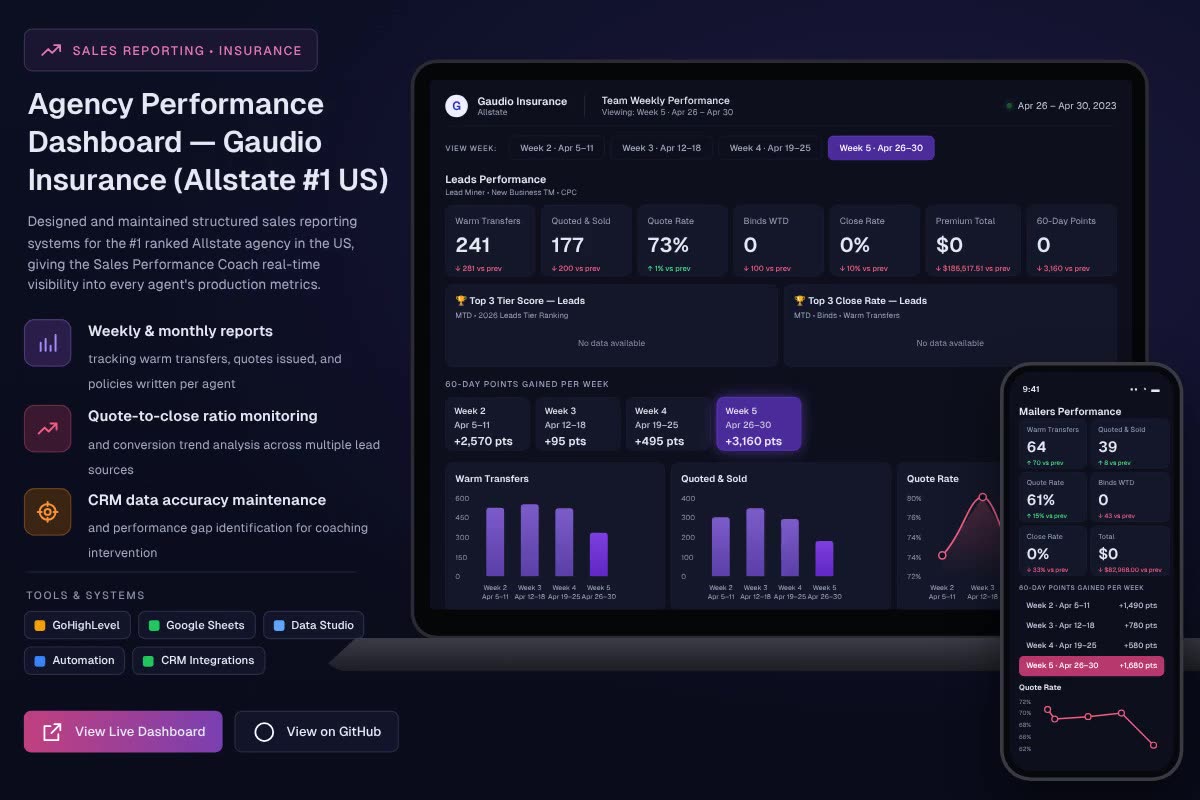 SALES REPORTING • INSURANCE
Agency Performance
Dashboard — Gaudio
Insurance (Allstate #1 US)
Designed and maintained structured sales reporting
systems for the #1 ranked Allstate agency in the US,
giving the Sales Performance Coach real-time
visibility into every agent's production metrics.
Weekly & monthly reports
tracking warm transfers, quotes issued, and
policies written per agent
Quote-to-close ratio monitoring
and conversion trend analysis across multiple lead
sources
CRM data accuracy maintenance
and performance gap identification for coaching
intervention
TOOLS & SYSTEMS
GoHighLevel Google Sheets Data Studio
Automation CRM Integrations
View Live Dashboard View on GitHub
G Gaudio Insurance
Allstate
Team Weekly Performance
Viewing: Week 5 · Apr 26 – Apr 30
Apr 26 – Apr 30, 2023
VIEW WEEK: Week 2 · Apr 5–11 Week 3 · Apr 12–18 Week 4 · Apr 19–25 Week 5 · Apr 26–30
Leads Performance
Lead Miner • New Business TM • CPC
Warm Transfers Quoted & Sold Quote Rate Binds WTD Close Rate Premium Total 60-Day Points
241 177 73% 0 0% $0 0
↓ 281 vs prev ↓ 200 vs prev ↑ 1% vs prev ↓ 100 vs prev ↓ 10% vs prev ↓ $185,517.51 vs prev ↓ 3,160 vs prev
🏆 Top 3 Tier Score — Leads
MTD • 2026 Leads Tier Ranking
No data available
🏆 Top 3 Close Rate — Leads
MTD • Binds • Warm Transfers
No data available
60-DAY POINTS GAINED PER WEEK
Week 2 Week 3 Week 4 Week 5
Apr 5–11 Apr 12–18 Apr 19–25 Apr 26–30
+2,570 pts +95 pts +495 pts +3,160 pts
Warm Transfers
600
450
300
150
0
Week 2 Week 3 Week 4 Week 5
Apr 5–11 Apr 12–18 Apr 19–25 Apr 26–30
Quoted & Sold
400
300
200
100
0
Week 2 Week 3 Week 4 Week 5
Apr 5–11 Apr 12–18 Apr 19–25 Apr 26–30
Quote Rate
80%
76%
74%
72%
Week 2 Week 3
Apr 5–11 Apr 12–18
9:41
Mailers Performance
Warm Transfers Quoted & Sold
64 39
↑ 70 vs prev ↑ 8 vs prev
Quote Rate Binds WTD
61% 0
↑ 15% vs prev ↓ 43 vs prev
Close Rate Total
0% $0
↓ 33% vs prev ↓ $82,968.00 vs prev
60-DAY POINTS GAINED PER WEEK
Week 2 · Apr 5–11 +1,490 pts
Week 3 · Apr 12–18 +780 pts
Week 4 · Apr 19–25 +580 pts
Week 5 · Apr 26–30 +1,680 pts
Quote Rate
72%
70%
68%
66%
62%